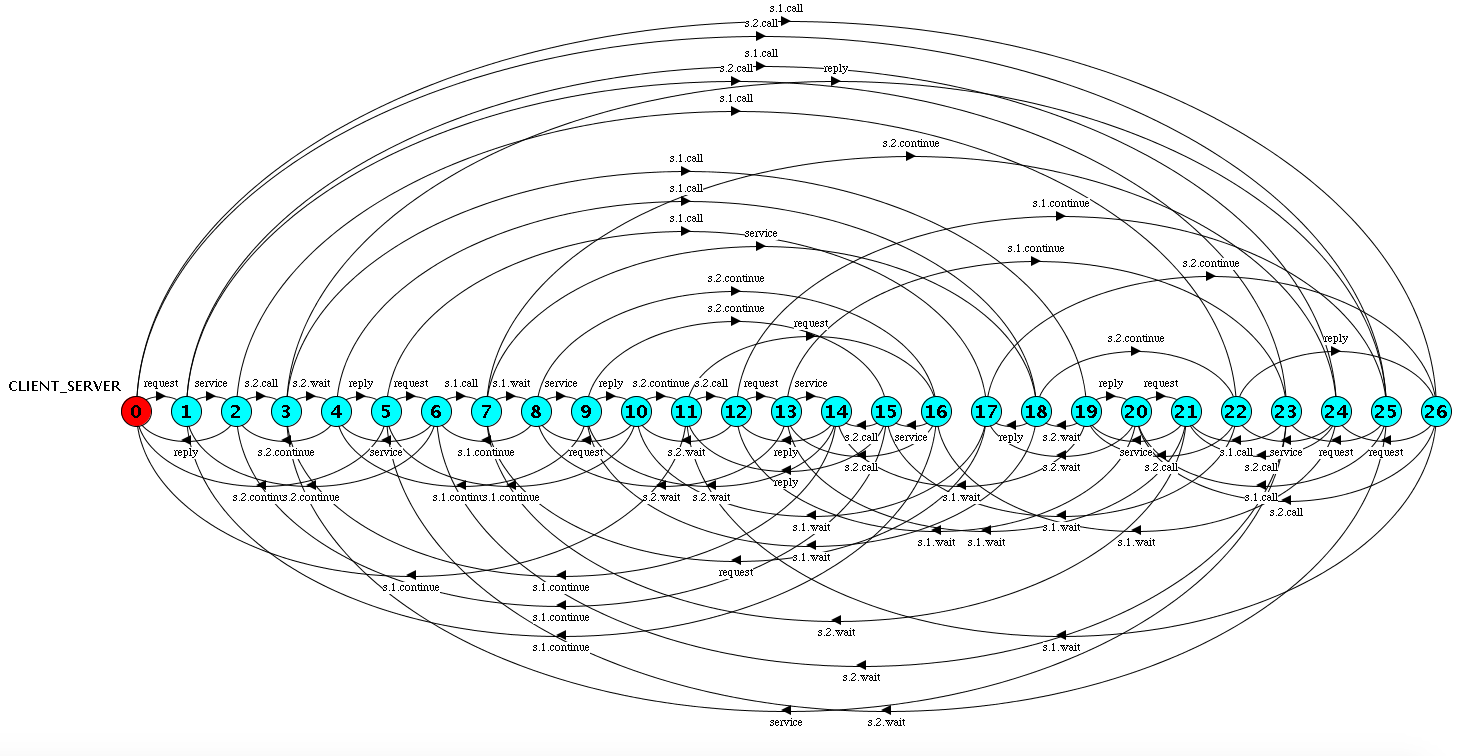 s.1.call
s.2.call
s.1.call
s.2.call reply
s.1.call
s.2.continue
s.1.call
s.1.call
s.1.continue
s.1.call
service
s.1.continue
s.2.continue
s.2.continue
s.2.continue
request
s.2.continue
reply
CLIENT_SERVER
request service s.2.call s.2.wait reply request s.1.call s.1.wait service reply s.2.continue s.2.call request service reply request
0 1 2 3 4 5 6 7 8 9 10 11 12 13 14 15 16 17 18 19 20 21 22 23 24 25 26
s.2.call service reply s.2.wait
reply s.2.continue service s.1.continue request s.2.wait reply service s.1.call service request request
s.2.call s.2.wait s.2.call s.2.call
reply
s.2.continue s.2.continue s.1.continue s.1.continue s.2.wait s.2.wait s.1.wait s.1.call
s.2.call
s.1.wait s.1.wait
s.1.wait s.1.wait s.1.wait
s.1.wait
request
s.1.continue s.1.continue
s.1.continue
s.2.wait
s.1.continue s.1.wait
s.2.wait
service s.2.wait